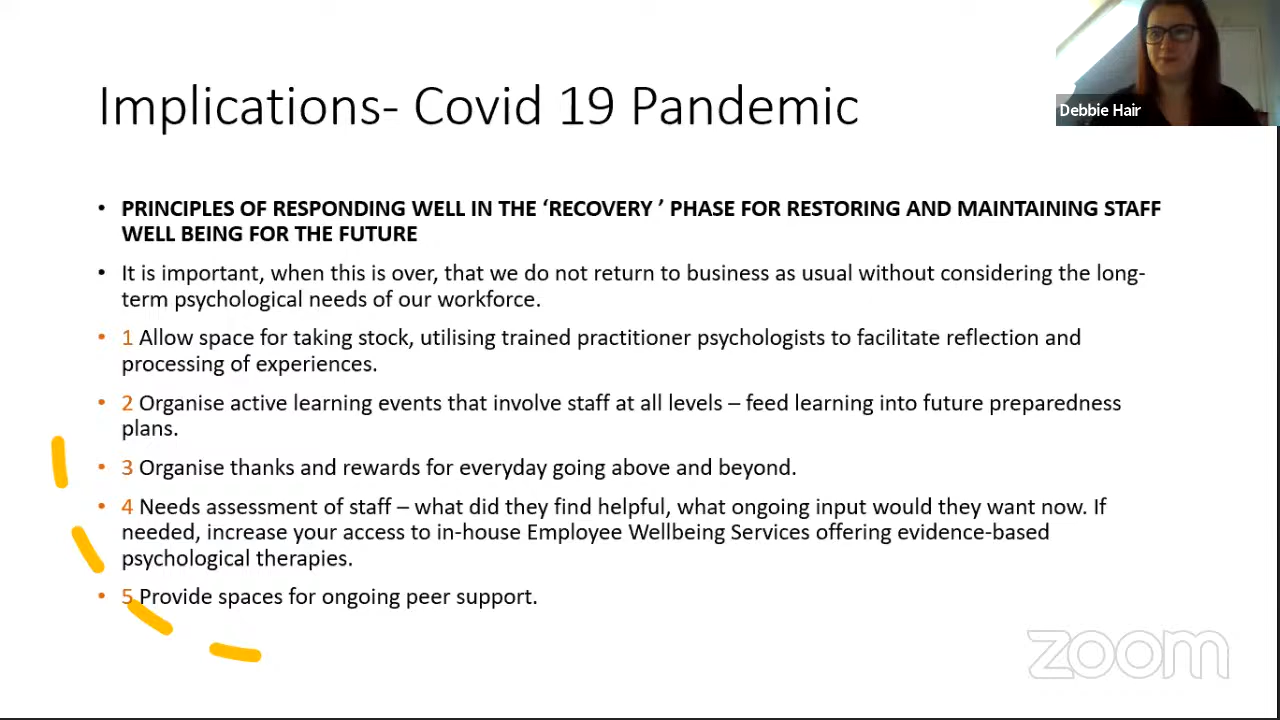 Implications- Covid 19 Pandemic
Debbie Hair
• PRINCIPLES OF RESPONDING WELL IN THE ‘RECOVERY ’ PHASE FOR RESTORING AND MAINTAINING STAFF
WELL BEING FOR THE FUTURE
• It is important, when this is over, that we do not return to business as usual without considering the long-
term psychological needs of our workforce.
• 1 Allow space for taking stock, utilising trained practitioner psychologists to facilitate reflection and
processing of experiences.
• 2 Organise active learning events that involve staff at all levels – feed learning into future preparedness
plans.
• 3 Organise thanks and rewards for everyday going above and beyond.
• 4 Needs assessment of staff – what did they find helpful, what ongoing input would they want now. If
needed, increase your access to in-house Employee Wellbeing Services offering evidence-based
psychological therapies.
• 5 Provide spaces for ongoing peer support.
zoom